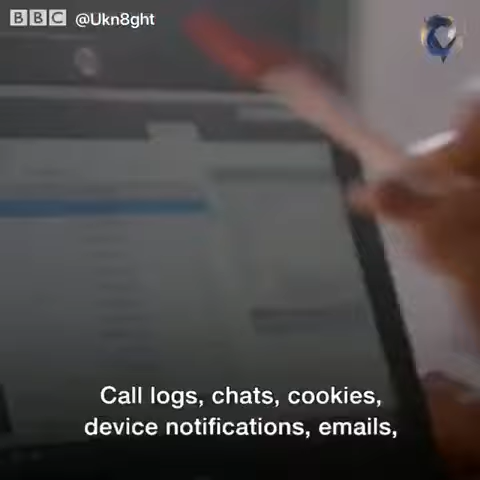 BBC @Ukn8ght
Call logs, chats, cookies,
device notifications, emails,